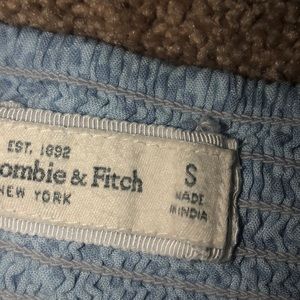 EST. 1892
ombie & Fitch
NEW YORK
S
MADE
IN INDIA